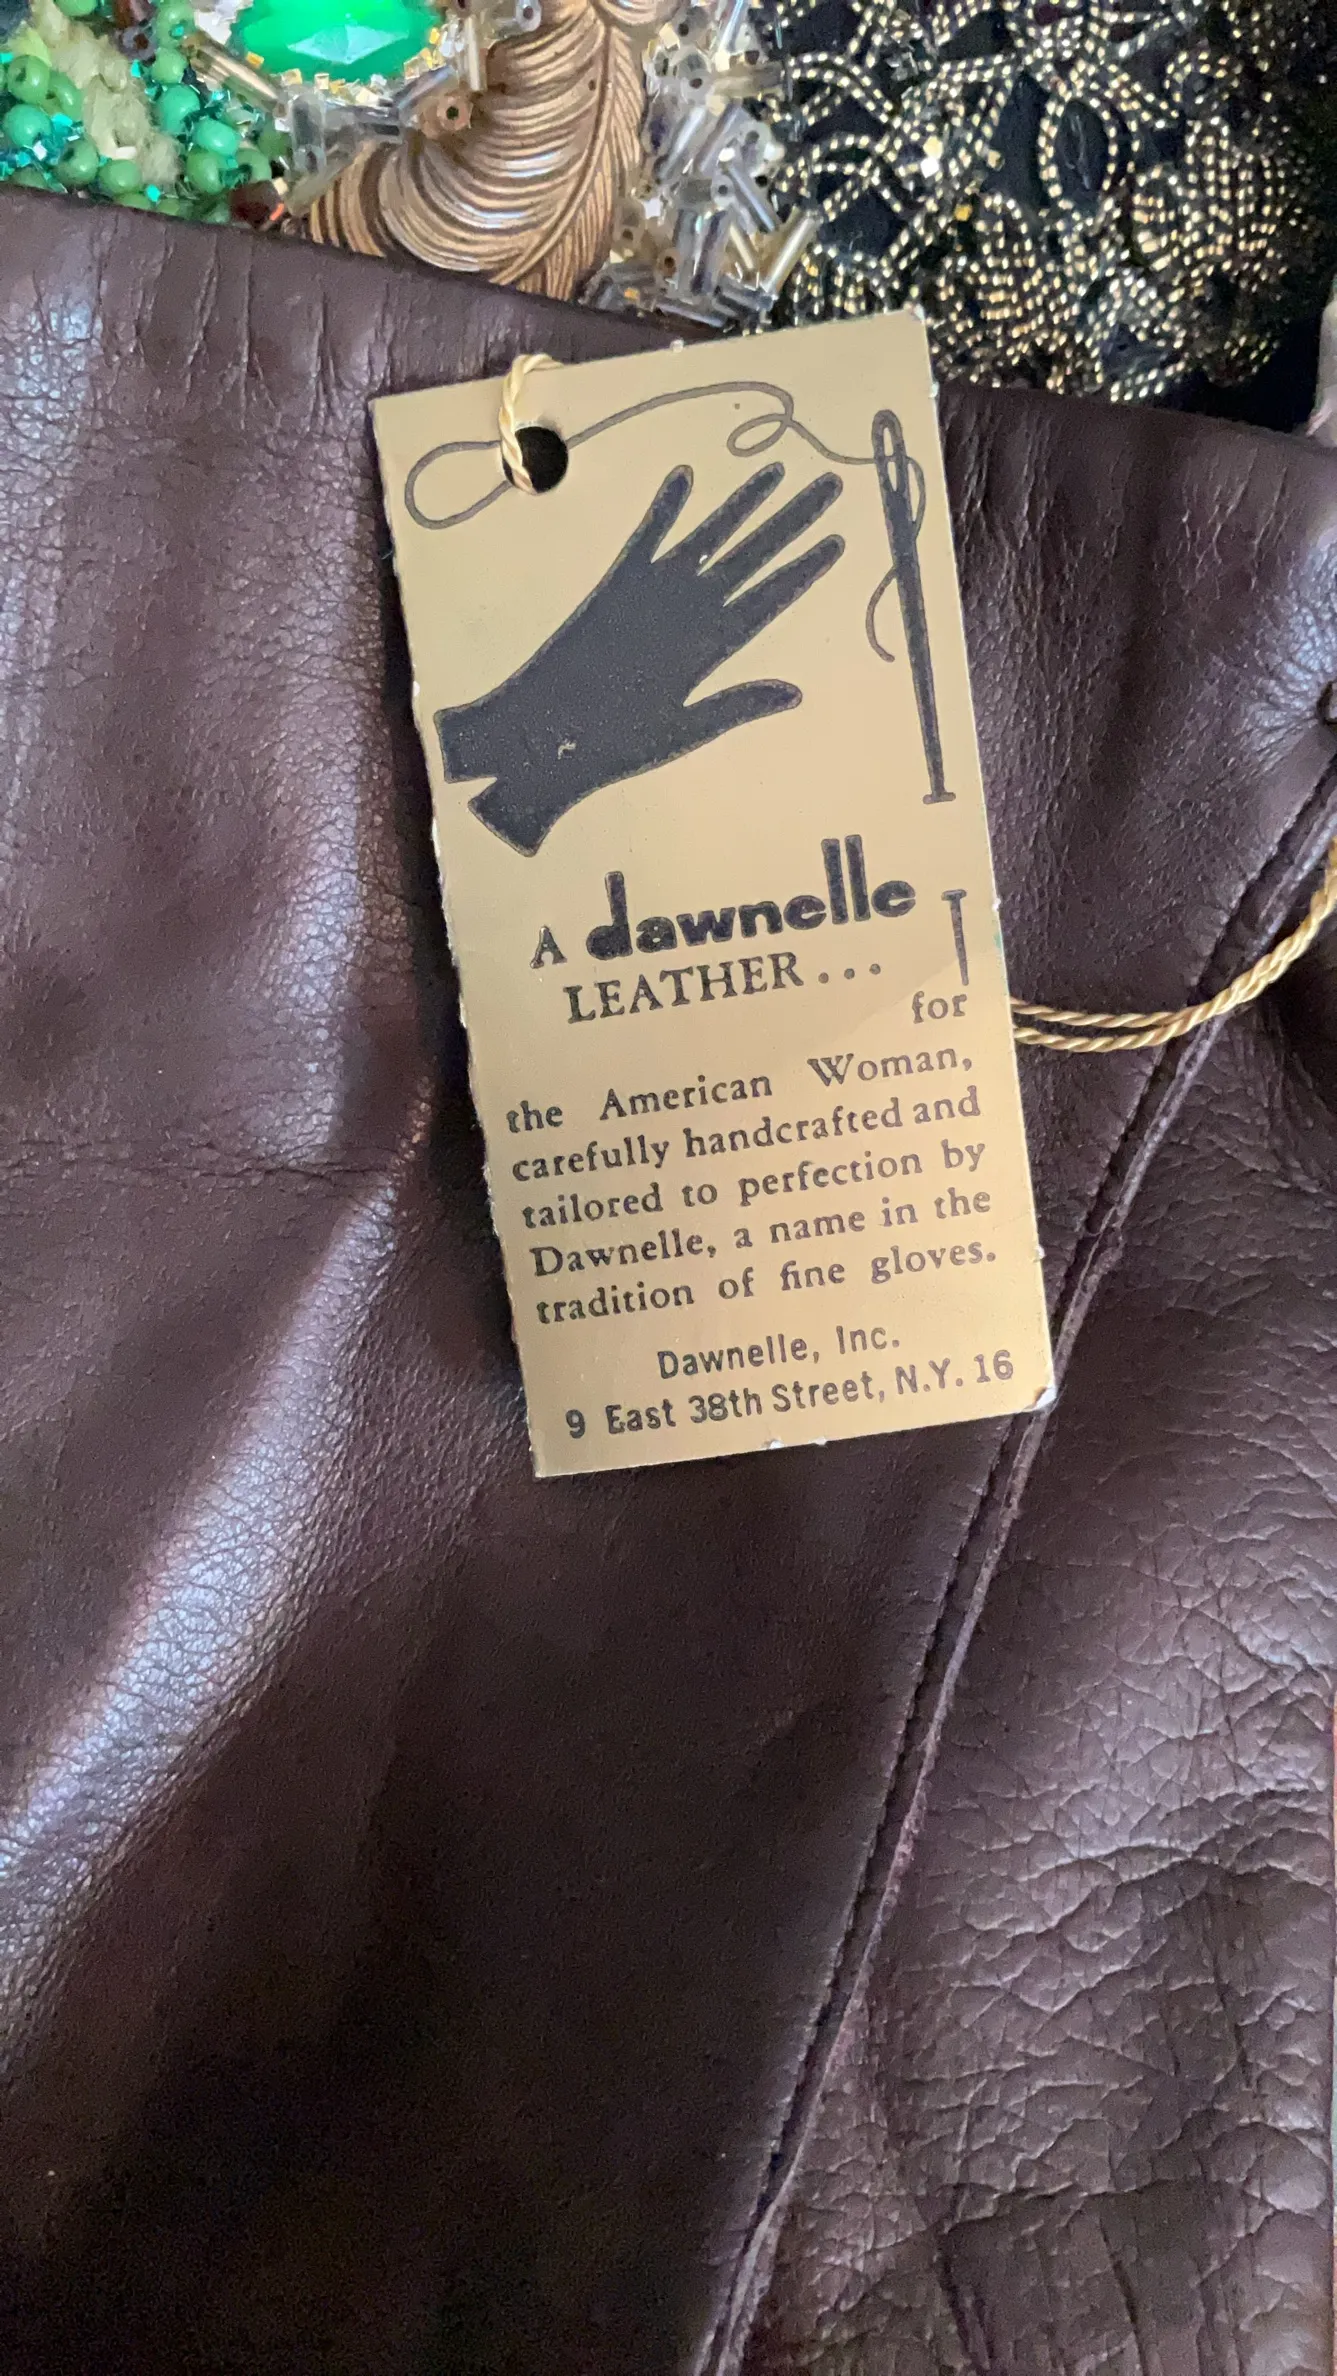 A dawnelle
LEATHER...
for
the American Woman,
carefully handcrafted and
tailored to perfection by
Dawnelle, a name in the
tradition of fine gloves.
Dawnelle, Inc.
9 East 38th Street, N.Y. 16